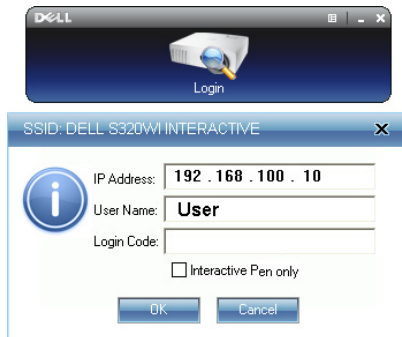 DELL
Login
SSID: DELL S320WI INTERACTIVE
IP Address: 192 . 168 . 100 . 10
User Name: User
Login Code:
Interactive Pen only
OK Cancel